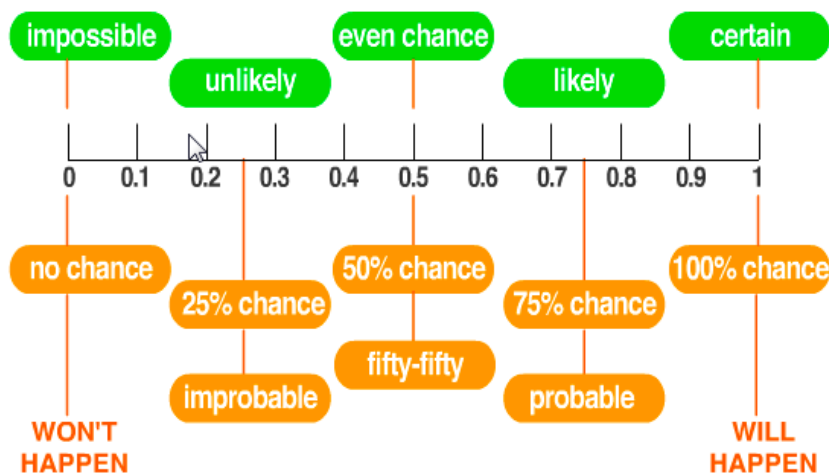 impossible
even chance
certain
unlikely
likely
0 0.1 0.2 0.3 0.4 0.5 0.6 0.7 0.8 0.9 1
no chance
50% chance
100% chance
25% chance
75% chance
fifty-fifty
improbable
probable
WON'T
HAPPEN
WILL
HAPPEN